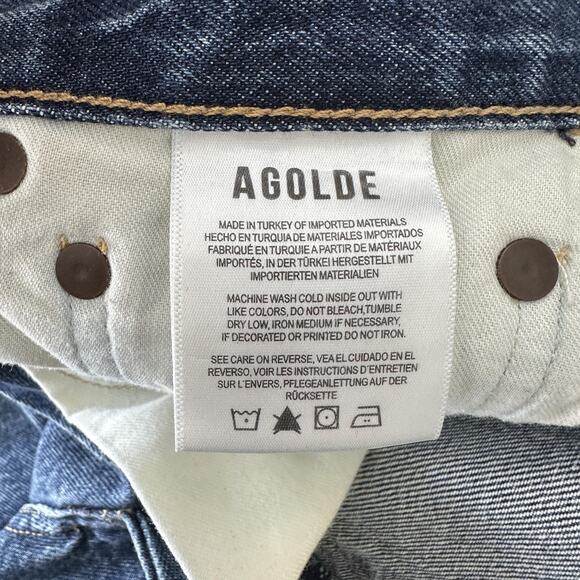 AGOLDE
MADE IN TURKEY OF IMPORTED MATERIALS
HECHO EN TURQUIA DE MATERIALES IMPORTADOS
FABRIQUÉ EN TURQUIE A PARTIR DE MATÉRIAUX
IMPORTÉS, IN DER TÜRKEI HERGESTELLT MIT
IMPORTIERTEN MATERIALIEN
MACHINE WASH COLD INSIDE OUT WITH
LIKE COLORS, DO NOT BLEACH,TUMBLE
DRY LOW, IRON MEDIUM IF NECESSARY,
IF DECORATED OR PRINTED DO NOT IRON.
SEE CARE ON REVERSE, VEA EL CUIDADO EN EL
REVERSO, VOIR LES INSTRUCTIONS D'ENTRETIEN
SUR L'ENVERS, PFLEGEANLEITUNG AUF DER
RÜCKSETTE